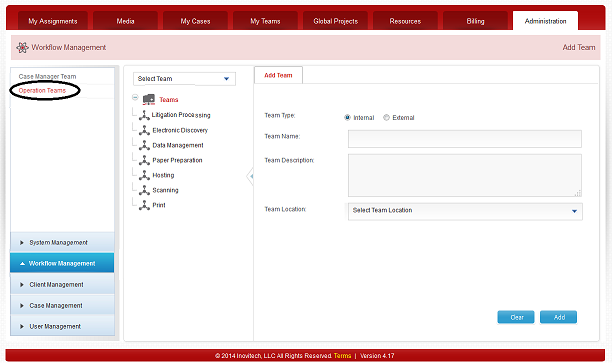 My Assignments Media My Cases My Teams Global Projects Resources Billing Administration
Workflow Management Add Team
Case Manager Team
Operation Teams
System Management
Workflow Management
Client Management
Case Management
User Management
Select Team
Teams
Litigation Processing
Electronic Discovery
Data Management
Paper Preparation
Hosting
Scanning
Print
Add Team
Team Type: Internal External
Team Name:
Team Description:
Team Location: Select Team Location
Clear Add
© 2014 Inovitech, LLC All Rights Reserved. Terms | Version 4.17